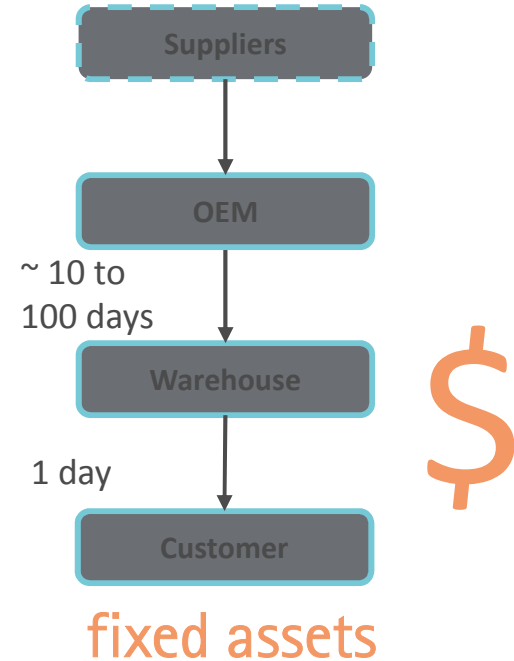 Suppliers
OEM
~ 10 to
100 days
Warehouse
$
1 day
Customer
fixed assets